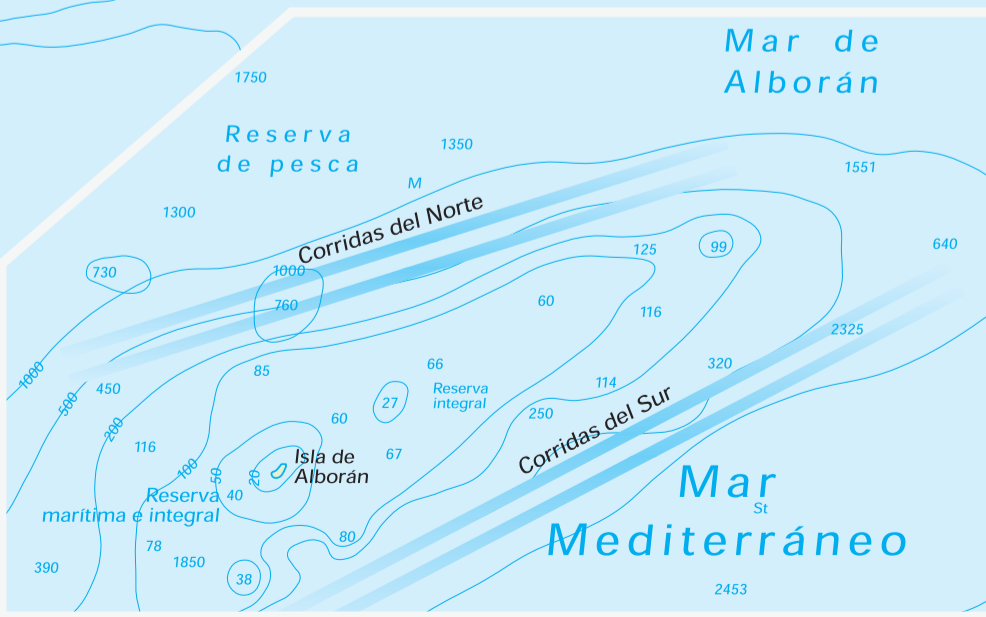 Mar de
Alborán
1750
Reserva
de pesca
1350
M
1551
1300
Corridas del Norte
99
640
125
730
1000
760
60
116
2325
1000
450
500
85
66
320
Reserva
integral
114
27
60
250
Corridas del Sur
200
116
67
Isla de
Alborán
100
50
20
40
Reserva
marítima e integral
Mar
St
Mediterráneo
80
78
1850
390
38
2453